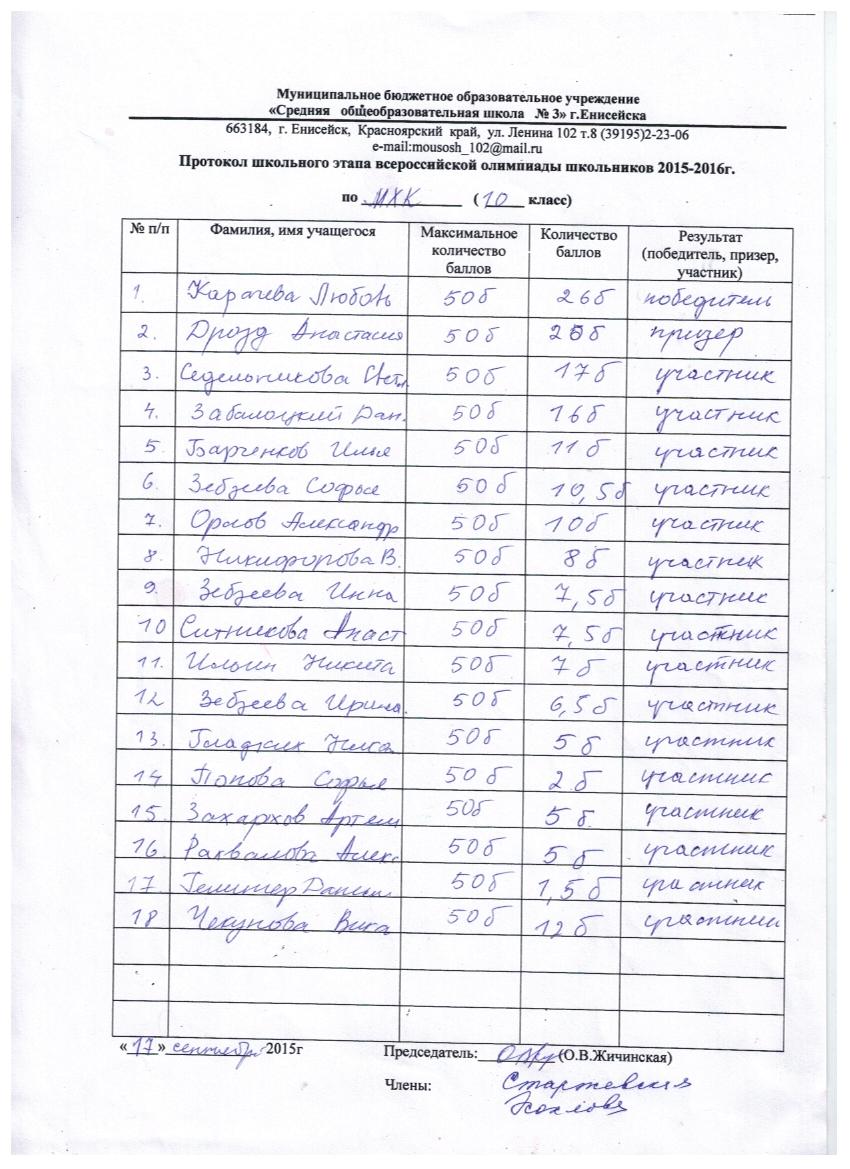 Муниципальное бюджетное образовательное учреждение
«Средняя общеобразовательная школа № 3» г.Енисейска
663184, г. Енисейск, Красноярский край, ул. Ленина 102 т.8 (39195)2-23-06
e-mail:mousosh_102@mail.ru
Протокол школьного этапа всероссийской олимпиады школьников 2015-2016г.
по МХК (10 класс)
№ п/п Фамилия, имя учащегося Максимальное количество баллов Количество баллов Результат (победитель, призер, участник)
1. Карачева Любовь 50б 26б победитель
2. Дрозд Анастасия 50б 25б призер
3. Седельникова 50б 17б участник
4. Забалоцкий Дан. 50б 16б участник
5. Барченков Илья 50б 11б участник
6. Зебзеева Софья 50б 10,5б участник
7. Орлов Александр 50б 10б участник
8. Никифорова В. 50б 8б участник
9. Зебзеева Инна 50б 7,5б участник
10 Ситникова Анаст 50б 7,5б участник
11. Ильин Никита 50б 7б участник
12 Зебзеева Ирина. 50б 6,5б участник
13. Гладких Ника 50б 5б участник
14 Попова Софья 50б 2б участник
15. Захархов Артем 50б 5б. участник
16. Рахвалова Алекс 50б 5б участник
17. 50б 1,5б участник
18 Чекунова Вика 50б 12б участник
«17» сентября 2015г Председатель: (О.В.Жичинская)
Члены: